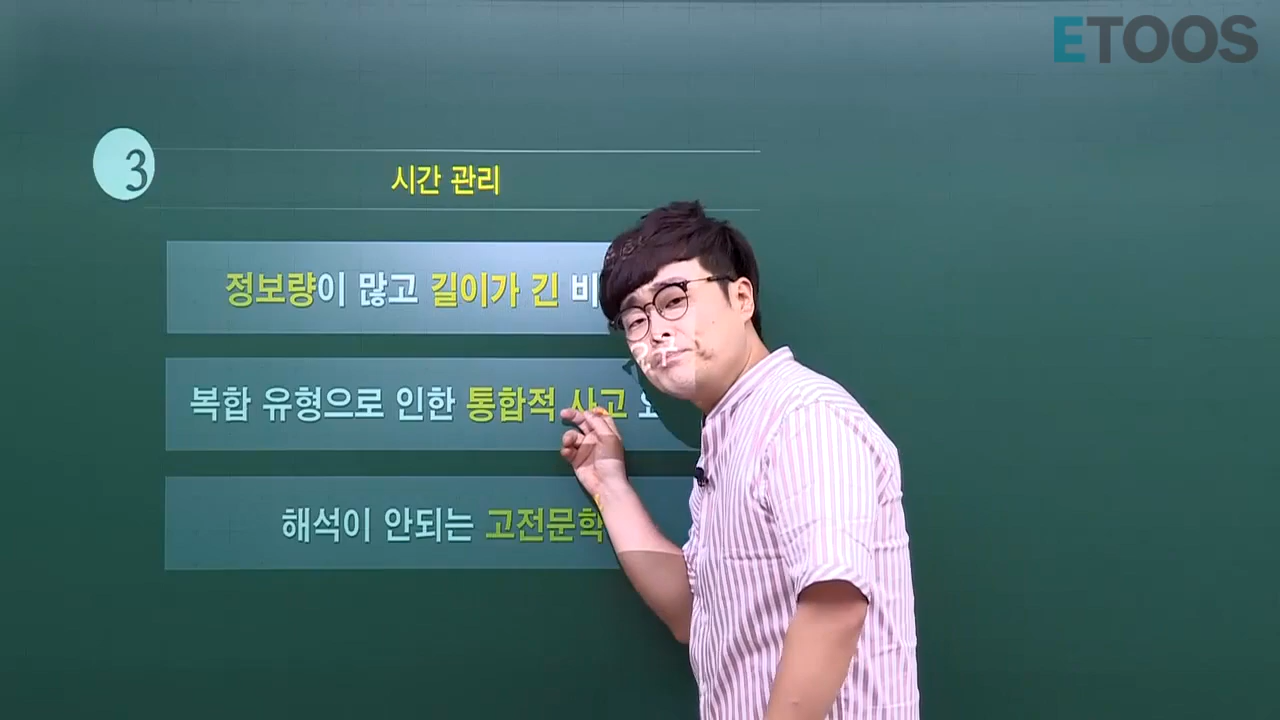 ETOOS
3
시간 관리
정보량이 많고 길이가 긴 비
복합 유형으로 인한 통합적 사고 요
해석이 안되는 고전문학